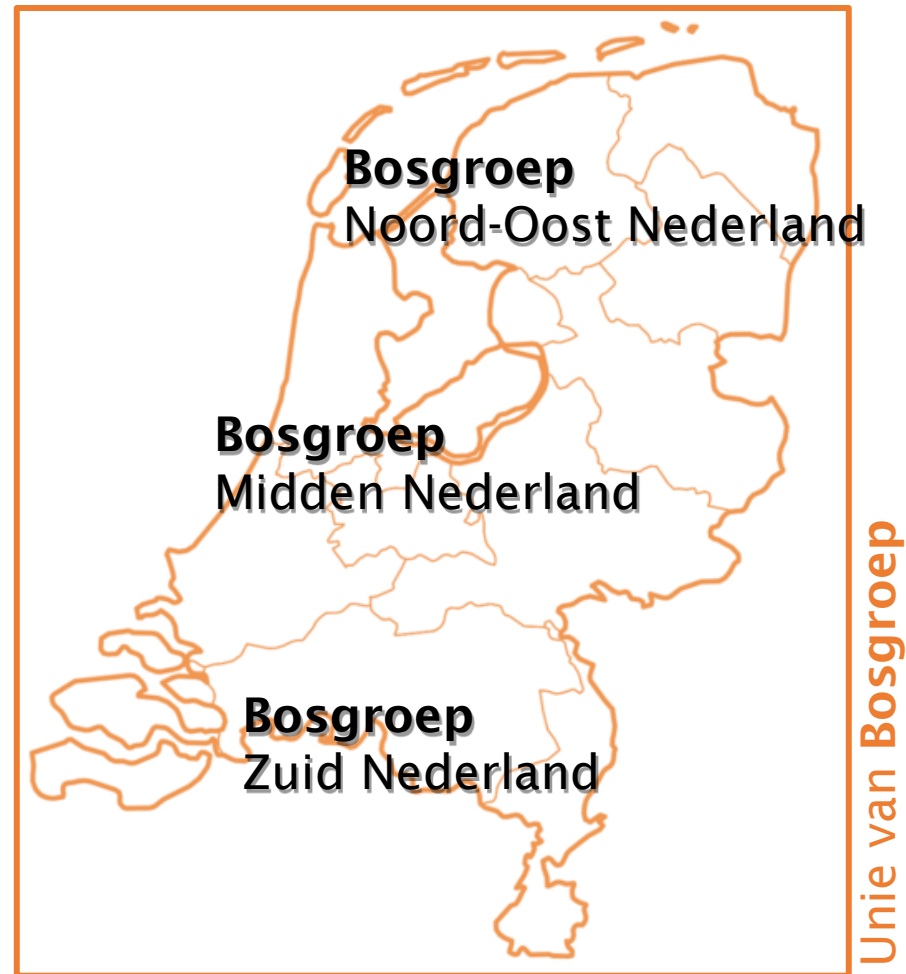 Bosgroep
Noord-Oost Nederland
Bosgroep
Midden Nederland
Bosgroep
Zuid Nederland
Unie van Bosgroep